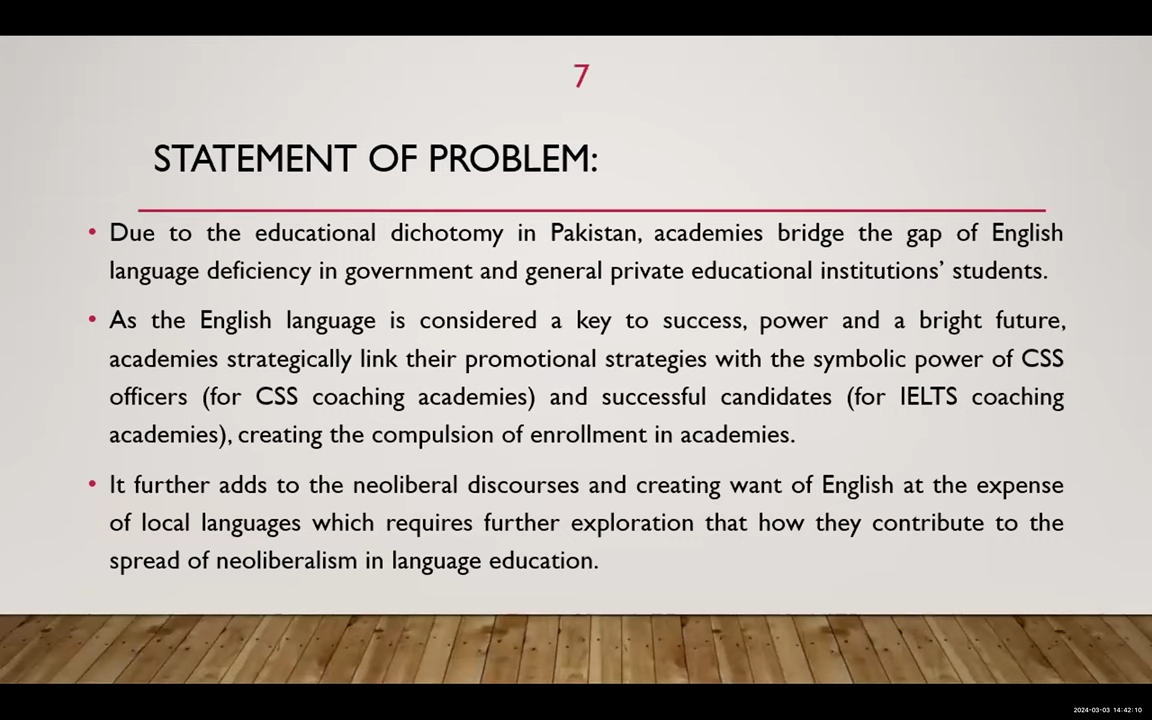 7
STATEMENT OF PROBLEM:
• Due to the educational dichotomy in Pakistan, academies bridge the gap of English
language deficiency in government and general private educational institutions’ students.
• As the English language is considered a key to success, power and a bright future,
academies strategically link their promotional strategies with the symbolic power of CSS
officers (for CSS coaching academies) and successful candidates (for IELTS coaching
academies), creating the compulsion of enrollment in academies.
• It further adds to the neoliberal discourses and creating want of English at the expense
of local languages which requires further exploration that how they contribute to the
spread of neoliberalism in language education.
2024-03-03 14:42:10